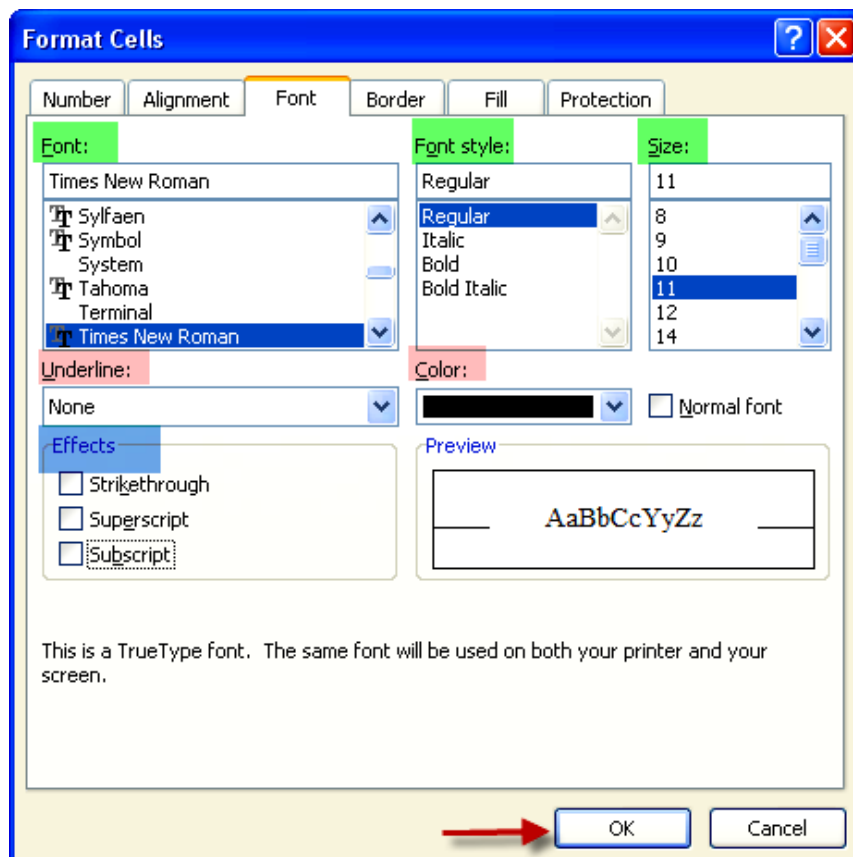 Format Cells
?
Number Alignment Font Border Fill Protection
Font: Font style: Size:
Times New Roman Regular 11
Sylfaen Regular 8
Symbol Italic 9
System Bold 10
Tahoma Bold Italic 11
Terminal 12
Times New Roman 14
Underline: Color:
None Normal font
Effects Preview
Strikethrough
Superscript AaBbCcYyZz
Subscript
This is a TrueType font. The same font will be used on both your printer and your
screen.
OK Cancel